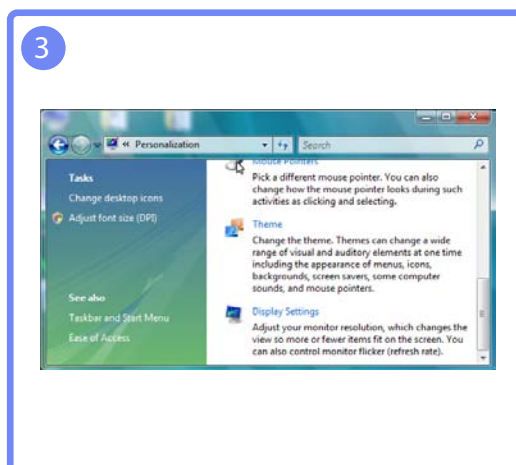 3
« Personalization
Search
Tasks
Change desktop icons
Adjust font size (DPI)
See also
Taskbar and Start Menu
Ease of Access
Mouse Pointers
Pick a different mouse pointer. You can also
change how the mouse pointer looks during such
activities as clicking and selecting.
Theme
Change the theme. Themes can change a wide
range of visual and auditory elements at one time
including the appearance of menus, icons,
backgrounds, screen savers, some computer
sounds, and mouse pointers.
Display Settings
Adjust your monitor resolution, which changes the
view so more or fewer items fit on the screen. You
can also control monitor flicker (refresh rate).